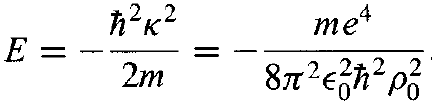 $$E = -\frac{\hbar^2 \kappa^2}{2m} = -\frac{me^4}{8\pi^2 \epsilon_0^2 \hbar^2 \rho_0^2}.$$